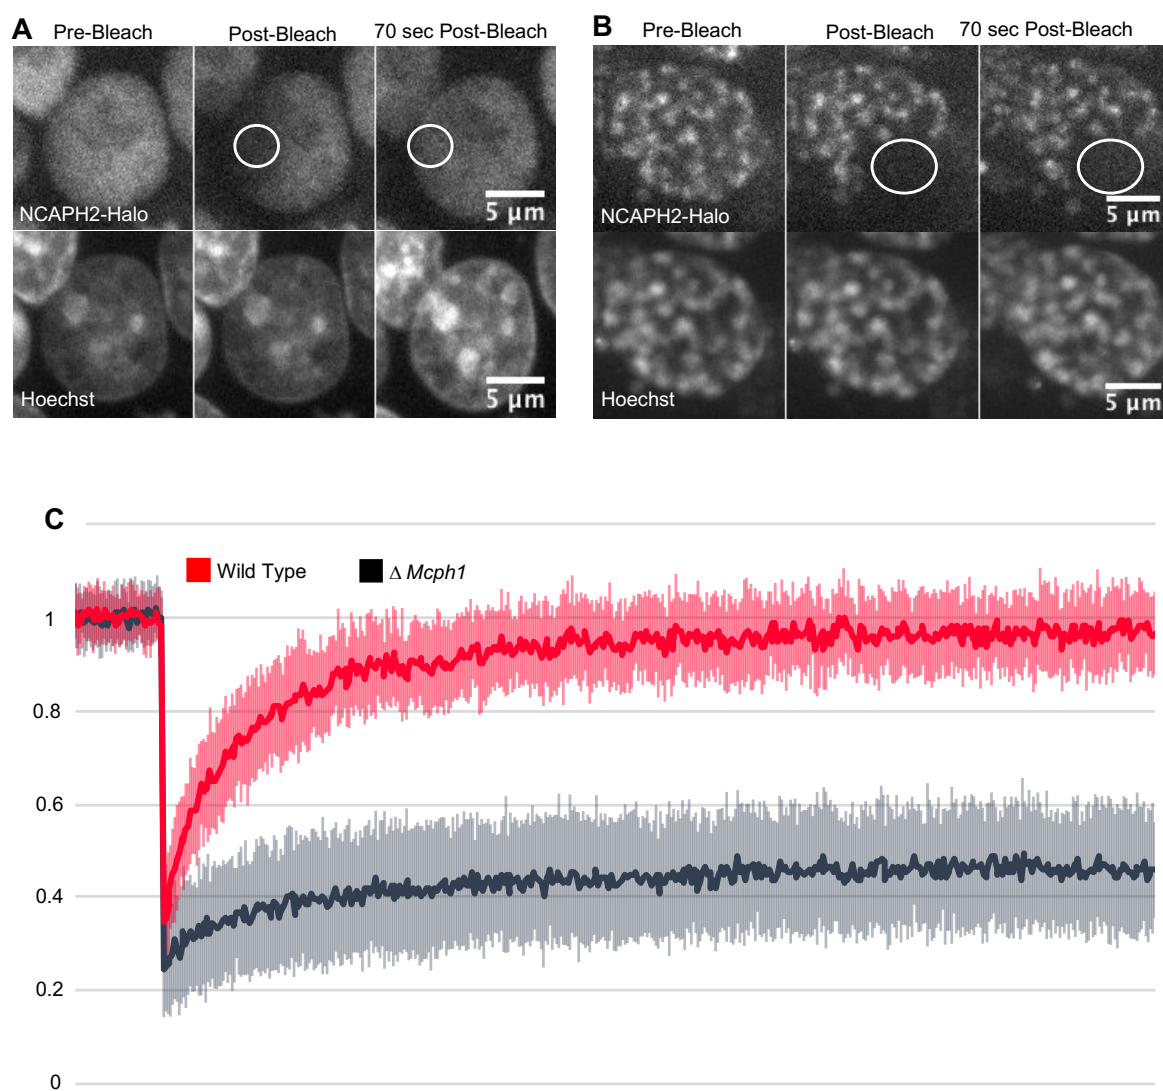 A
Pre-Bleach
Post-Bleach
70 sec Post-Bleach
NCAPH2-Halo
5 µm
Hoechst
5 µm
B
Pre-Bleach
Post-Bleach
70 sec Post-Bleach
NCAPH2-Halo
5 µm
Hoechst
5 µm
C
Wild Type
Δ Mcph1
1
0.8
0.6
0.4
0.2
0